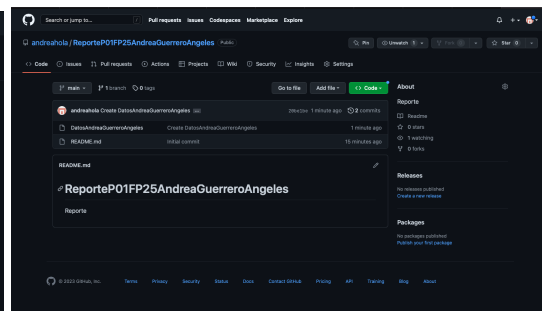 Search or jump to...
/
Pull requests Issues Codespaces Marketplace Explore
andreahola / ReporteP01FP25AndreaGuerreroAngeles Public
Pin
Unwatch 1
Fork 0
Star 0
Code
Issues
Pull requests
Actions
Projects
Wiki
Security
Insights
Settings
main
1 branch
0 tags
Go to file
Add file
Code
andreahola Create DatosAndreaGuerreroAngeles
1 minute ago
2 commits
DatosAndreaGuerreroAngeles Create DatosAndreaGuerreroAngeles 1 minute ago
README.md Initial commit 15 minutes ago
README.md
ReporteP01FP25AndreaGuerreroAngeles
Reporte
About
Reporte
Readme
0 stars
1 watching
0 forks
Releases
No releases published
Create a new release
Packages
No packages published
Publish your first package
© 2023 GitHub, Inc. Terms Privacy Security Status Docs Contact GitHub Pricing API Training Blog About